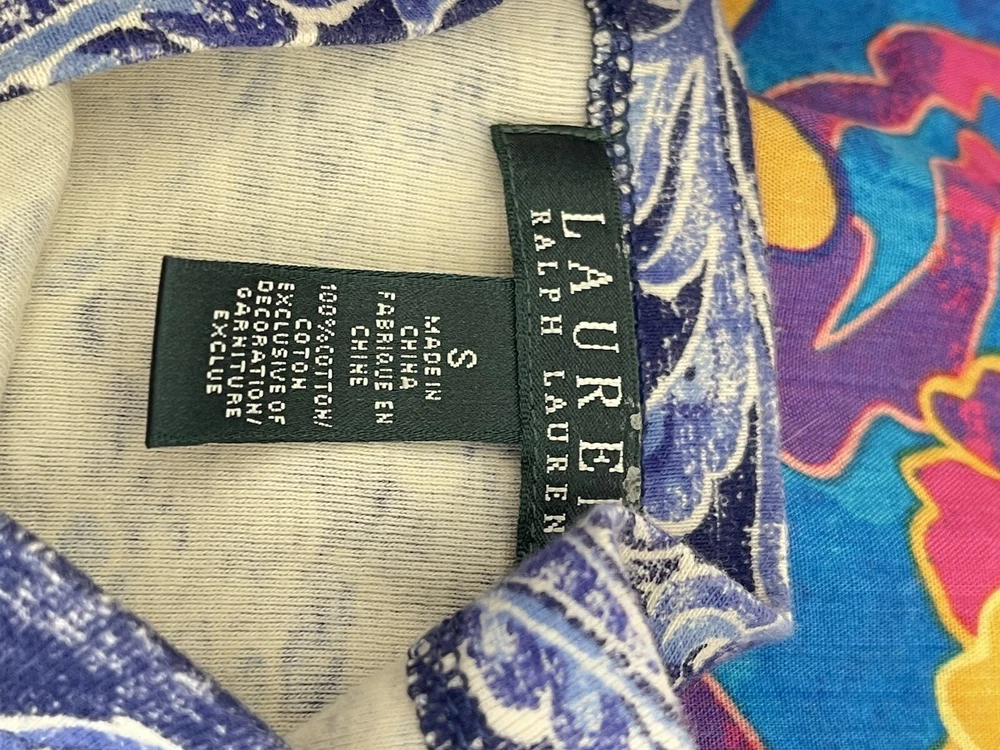 LAUREN
RALPH LAUREN
S
MADE IN
CHINA
FABRIQUE EN
CHINE
100%COTTON/
COTON
EXCLUSIVE OF
DECORATION/
GARNITURE
EXCLUE